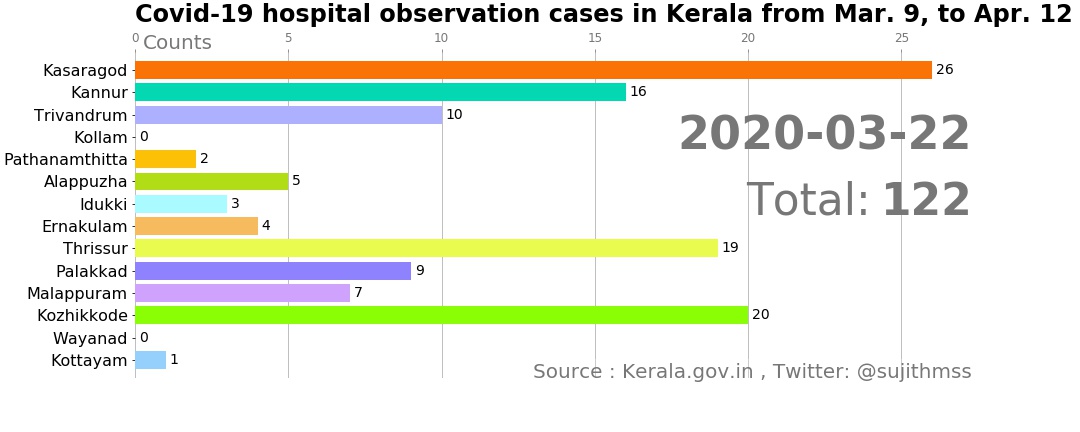 Covid-19 hospital observation cases in Kerala from Mar. 9, to Apr. 12
0 5 10 15 20 25
Counts
Kasaragod 26
Kannur 16
Trivandrum 10
Kollam 0
2020-03-22
Pathanamthitta 2
Alappuzha 5
Total: 122
Idukki 3
Ernakulam 4
Thrissur 19
Palakkad 9
Malappuram 7
Kozhikkode 20
Wayanad 0
Kottayam 1
Source : Kerala.gov.in , Twitter: @sujithmss